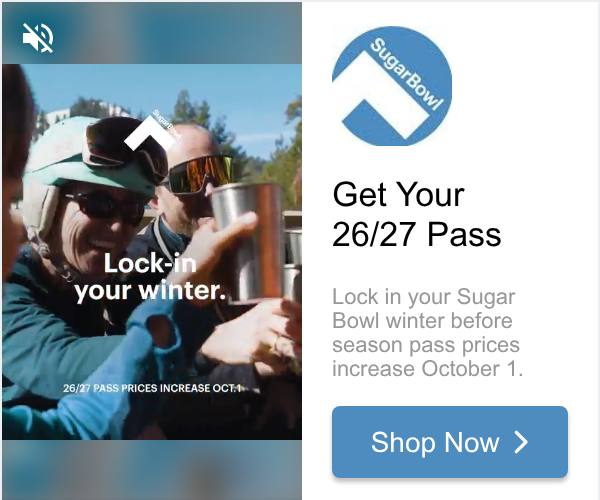 SugarBowl
Lock-in
your winter.
26/27 PASS PRICES INCREASE OCT.1
SugarBowl
Get Your
26/27 Pass
Lock in your Sugar
Bowl winter before
season pass prices
increase October 1.
Shop Now